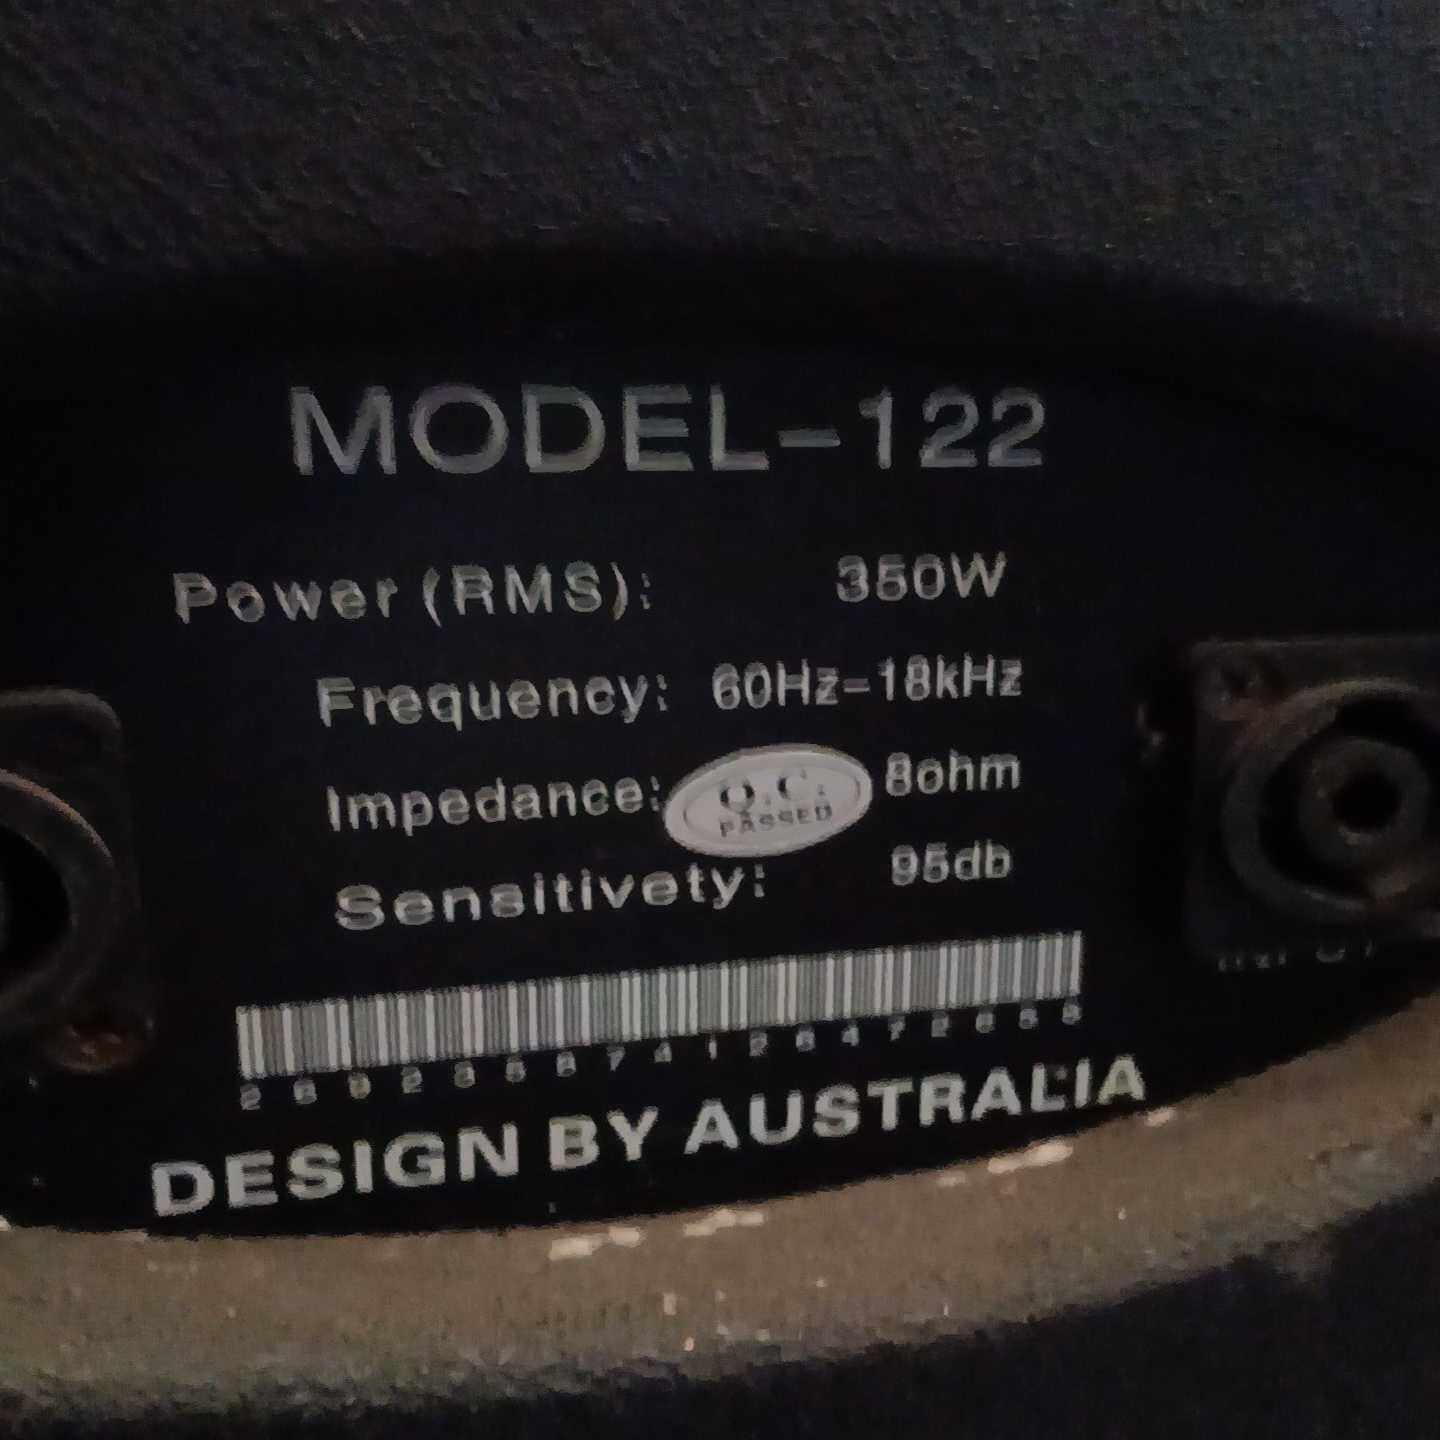 MODEL-122
Power (RMS): 350W
Frequency: 60Hz-18kHz
Impedance: 8ohm
Q.C.
PASSED
Sensitivety: 95db
DESIGN BY AUSTRALIA